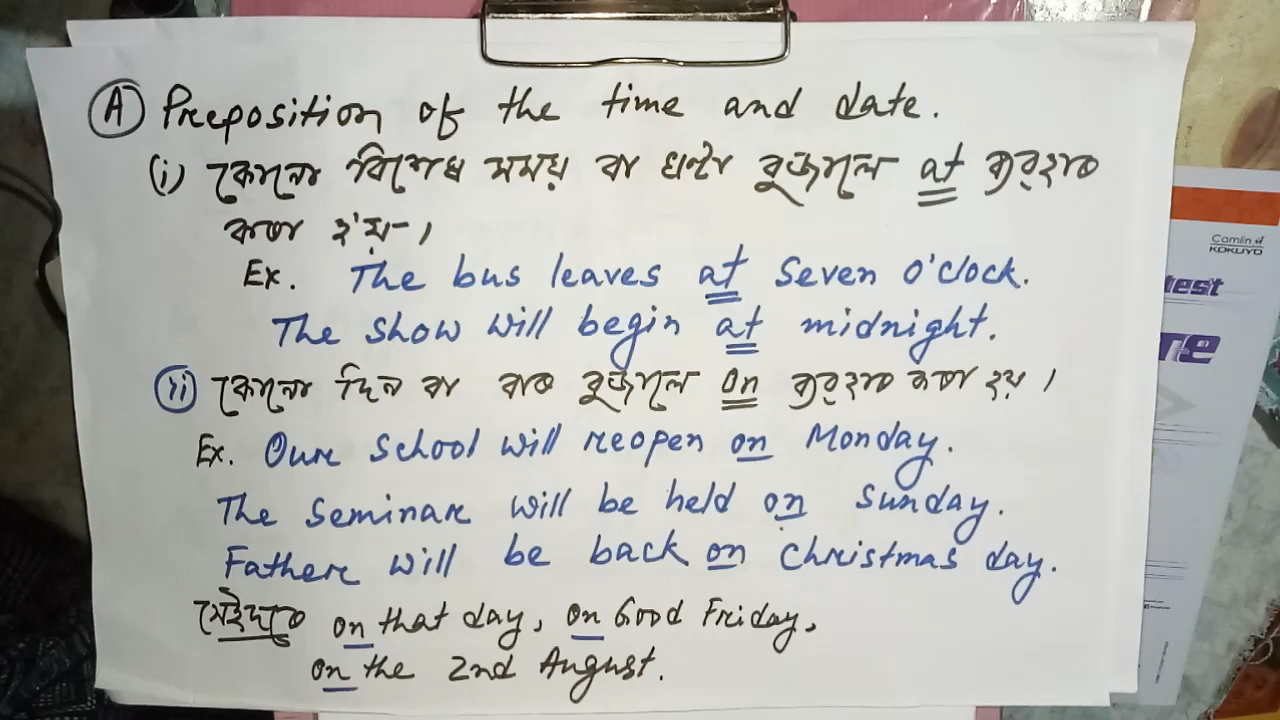 (A) Preposition of the time and date.
(i) কোনো বিশেষ সময় বা ঘণ্টা বুজালে at ব্যৱহাৰ
কৰা হ'য়।
Ex. The bus leaves at seven o'clock.
The show will begin at midnight.
(ii) কোনো দিন বা বাৰ বুজালে on ব্যৱহাৰ কৰা হয়।
Ex. Our School will reopen on Monday.
The Seminar will be held on Sunday.
Father will be back on Christmas day.
সেইদৰে on that day, on Good Friday,
on the 2nd August.
Camlin
KOKUYO
test